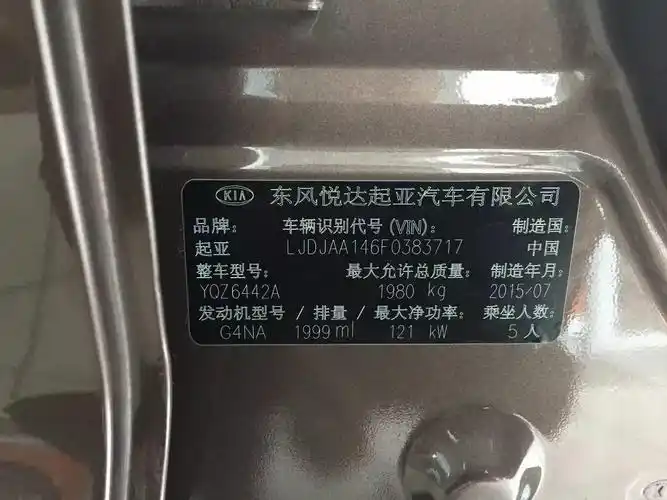 KIA 东风悦达起亚汽车有限公司
品牌: 车辆识别代号(VIN): 制造国:
起亚 LJDJAA146F0383717 中国
整车型号: 最大允许总质量: 制造年月:
YQZ6442A 1980 kg 2015/07
发动机型号 / 排量 / 最大净功率: 乘坐人数:
G4NA 1999ml 121 kW 5人